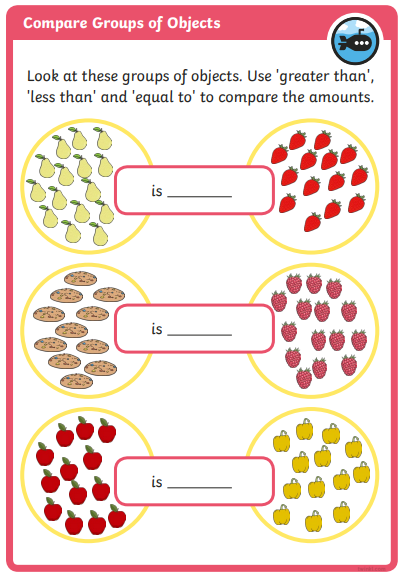 Compare Groups of Objects
Look at these groups of objects. Use 'greater than',
'less than' and 'equal to' to compare the amounts.
is ________
is ________
is ________